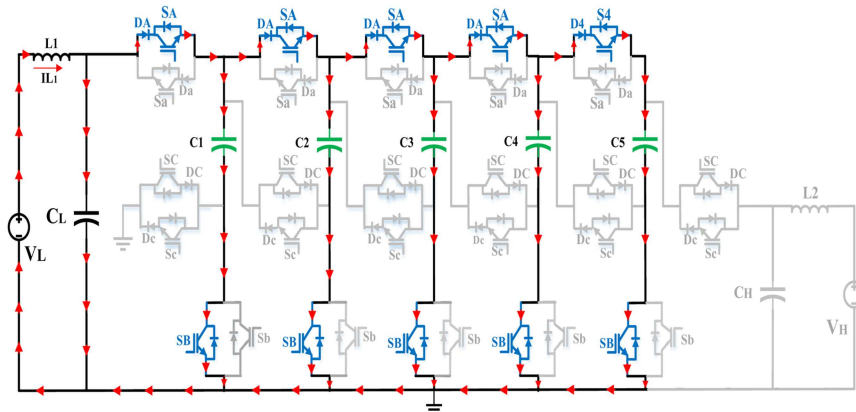 DA SA DA SA DA SA DA SA D4 S4
L1
IL1
Sa Da Sa Da Sa Da Sa Da Sa Da
C1 C2 C3 C4 C5
SC DC SC DC SC DC SC DC SC DC SC DC
L2
CL
VL
Dc Sc Dc Sc Dc Sc Dc Sc Dc Sc Dc Sc
CH
VH
SB Sb SB Sb SB Sb SB Sb SB Sb